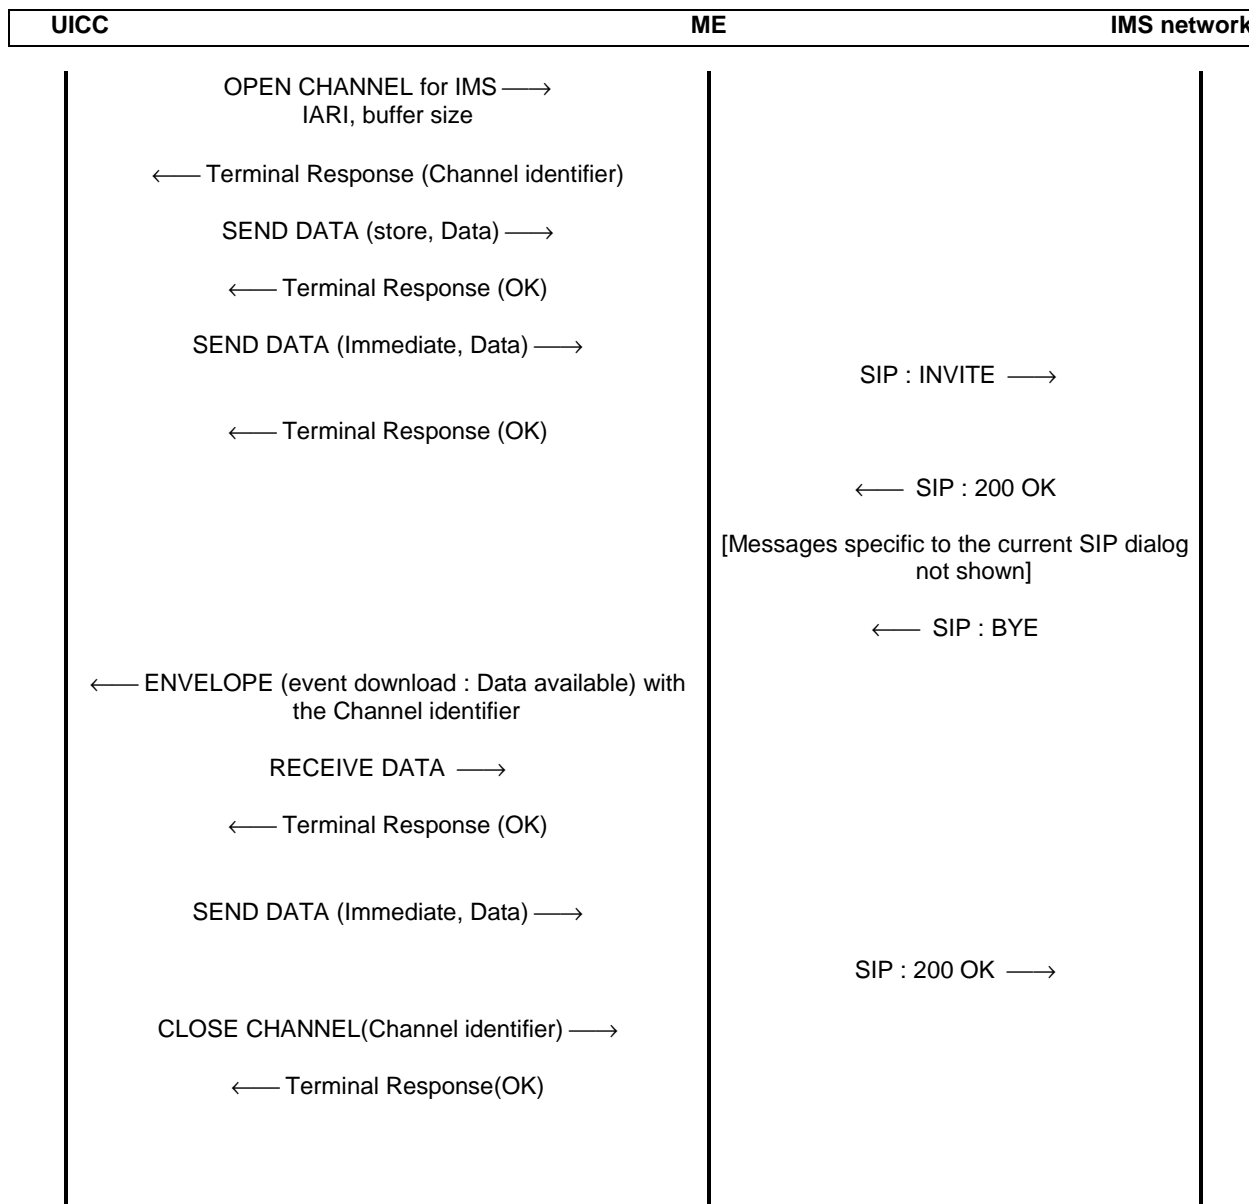 UICC ME IMS network
OPEN CHANNEL for IMS ⟶
IARI, buffer size
⟵ Terminal Response (Channel identifier)
SEND DATA (store, Data) ⟶
⟵ Terminal Response (OK)
SEND DATA (Immediate, Data) ⟶
SIP : INVITE ⟶
⟵ Terminal Response (OK)
⟵ SIP : 200 OK
[Messages specific to the current SIP dialog
not shown]
⟵ SIP : BYE
⟵ ENVELOPE (event download : Data available) with
the Channel identifier
RECEIVE DATA ⟶
⟵ Terminal Response (OK)
SEND DATA (Immediate, Data) ⟶
SIP : 200 OK ⟶
CLOSE CHANNEL(Channel identifier) ⟶
⟵ Terminal Response(OK)